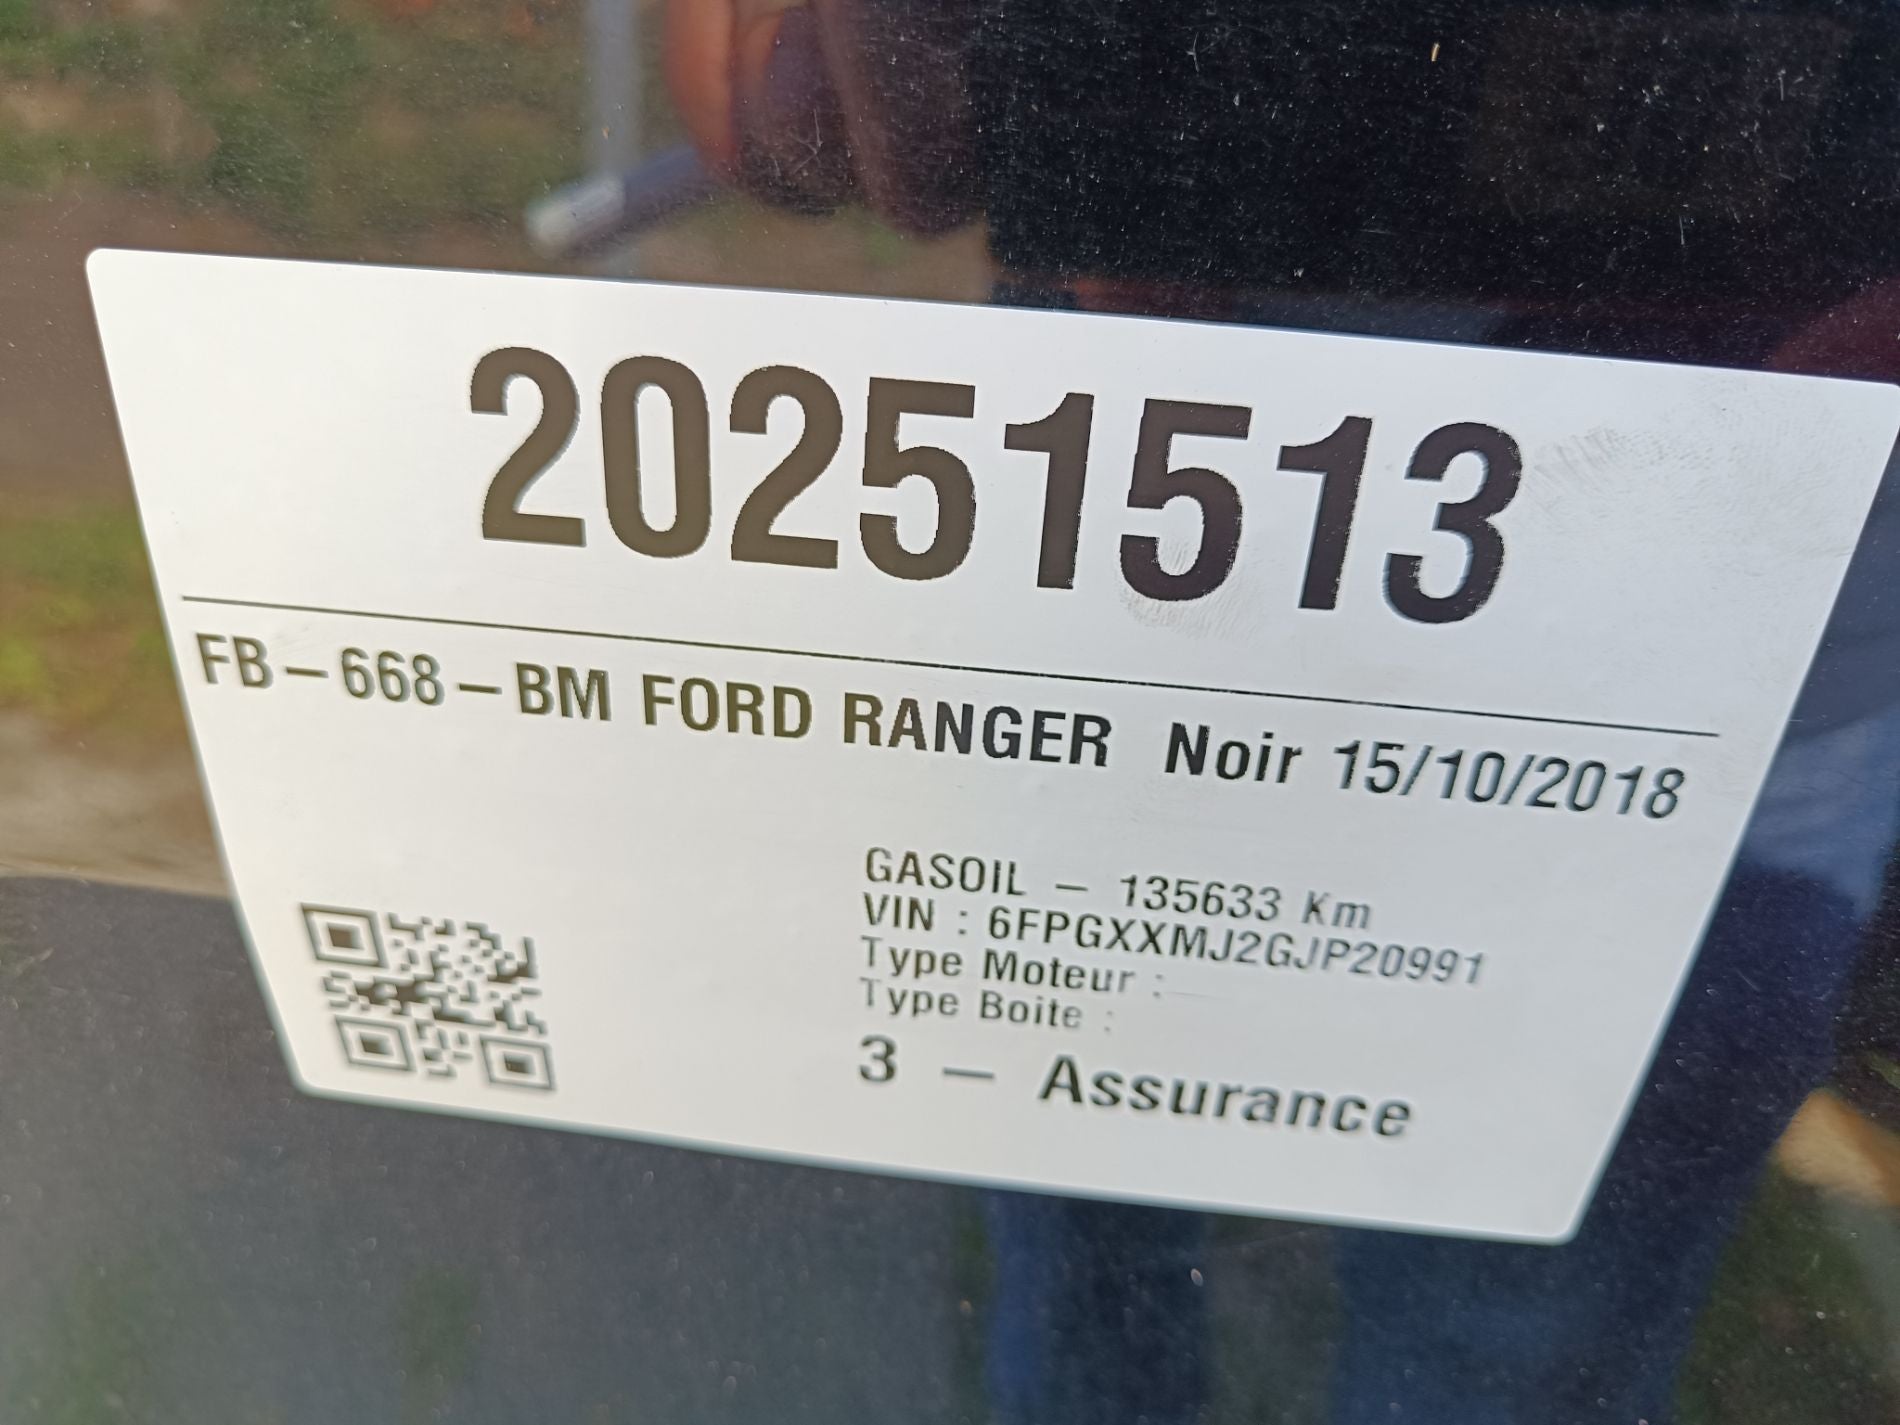 20251513
FB-668-BM FORD RANGER Noir 15/10/2018
GASOIL - 135633 Km
VIN : 6FPGXXMJ2GJP20991
Type Moteur :
Type Boite :
3 - Assurance